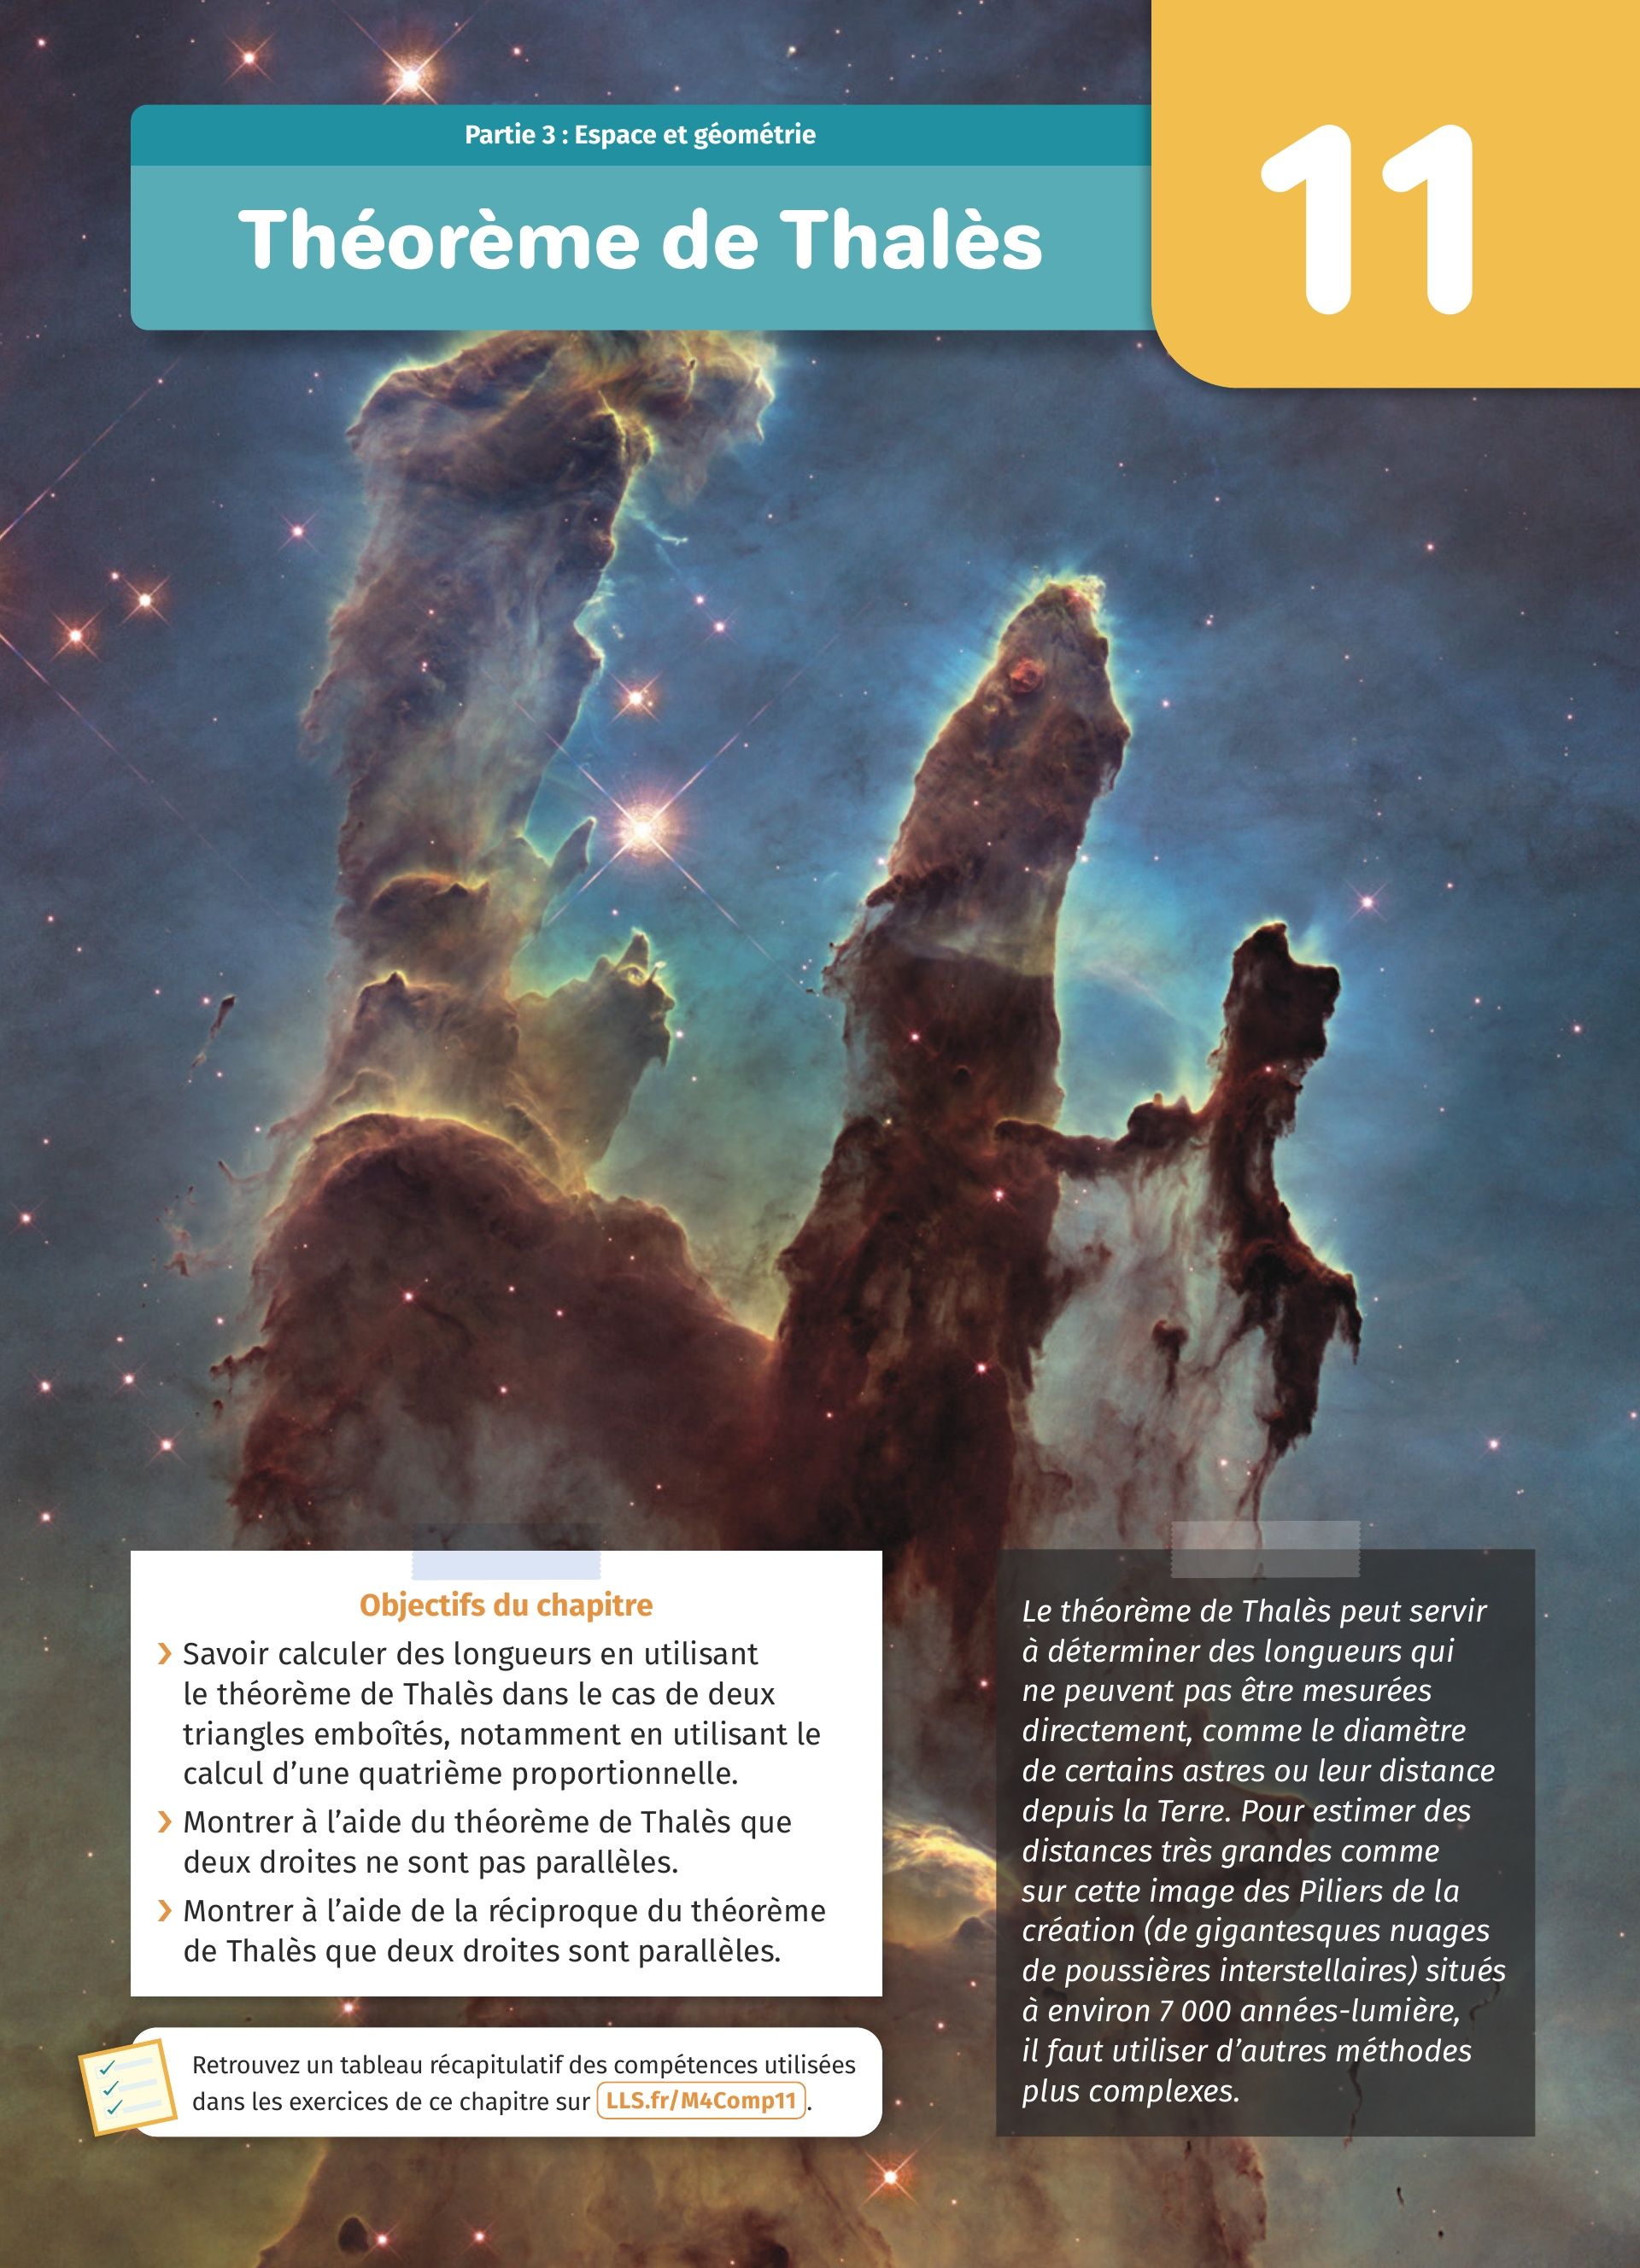 Partie 3 : Espace et géométrie
Théorème de Thalès
11
Objectifs du chapitre
› Savoir calculer des longueurs en utilisant
le théorème de Thalès dans le cas de deux
triangles emboîtés, notamment en utilisant le
calcul d’une quatrième proportionnelle.
› Montrer à l’aide du théorème de Thalès que
deux droites ne sont pas parallèles.
› Montrer à l’aide de la réciproque du théorème
de Thalès que deux droites sont parallèles.
Retrouvez un tableau récapitulatif des compétences utilisées
dans les exercices de ce chapitre sur LLS.fr/M4Comp11.
Le théorème de Thalès peut servir
à déterminer des longueurs qui
ne peuvent pas être mesurées
directement, comme le diamètre
de certains astres ou leur distance
depuis la Terre. Pour estimer des
distances très grandes comme
sur cette image des Piliers de la
création (de gigantesques nuages
de poussières interstellaires) situés
à environ 7 000 années-lumière,
il faut utiliser d’autres méthodes
plus complexes.